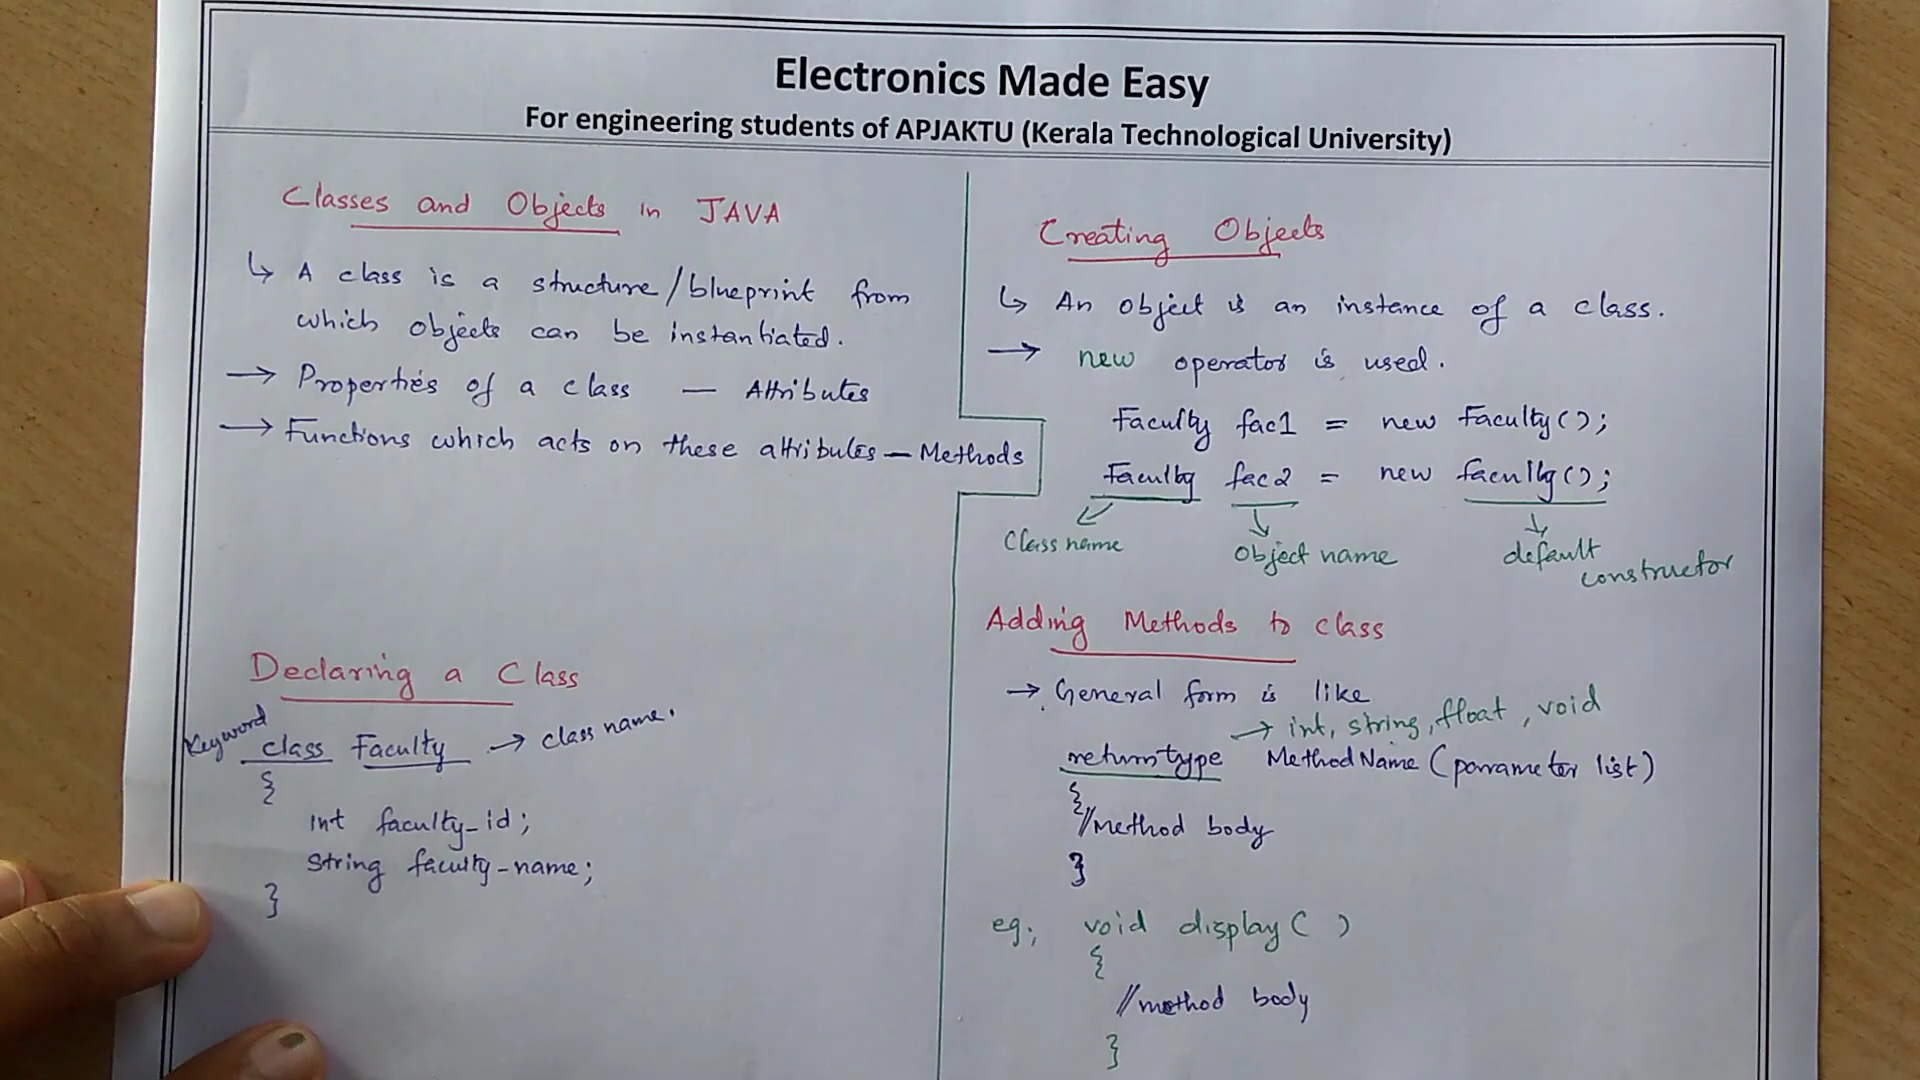 Electronics Made Easy
For engineering students of APJAKTU (Kerala Technological University)
Classes and Objects in JAVA
↳ A class is a structure/blueprint from
which objects can be instantiated.
→ Properties of a class — Attributes
→ Functions which acts on these attributes — Methods
Declaring a Class
Keyword class Faculty → class name.
{
int faculty_id;
String faculty-name;
}
Creating Objects
↳ An object is an instance of a class.
→ new operator is used.
Faculty fac1 = new Faculty();
Faculty fac2 = new faculty();
Class name object name default
constructor
Adding Methods to class
→ General form is like
→ int, string, float, void
returntype MethodName (parrameter list)
{
//method body
}
eg; void display( )
{
//method body
}